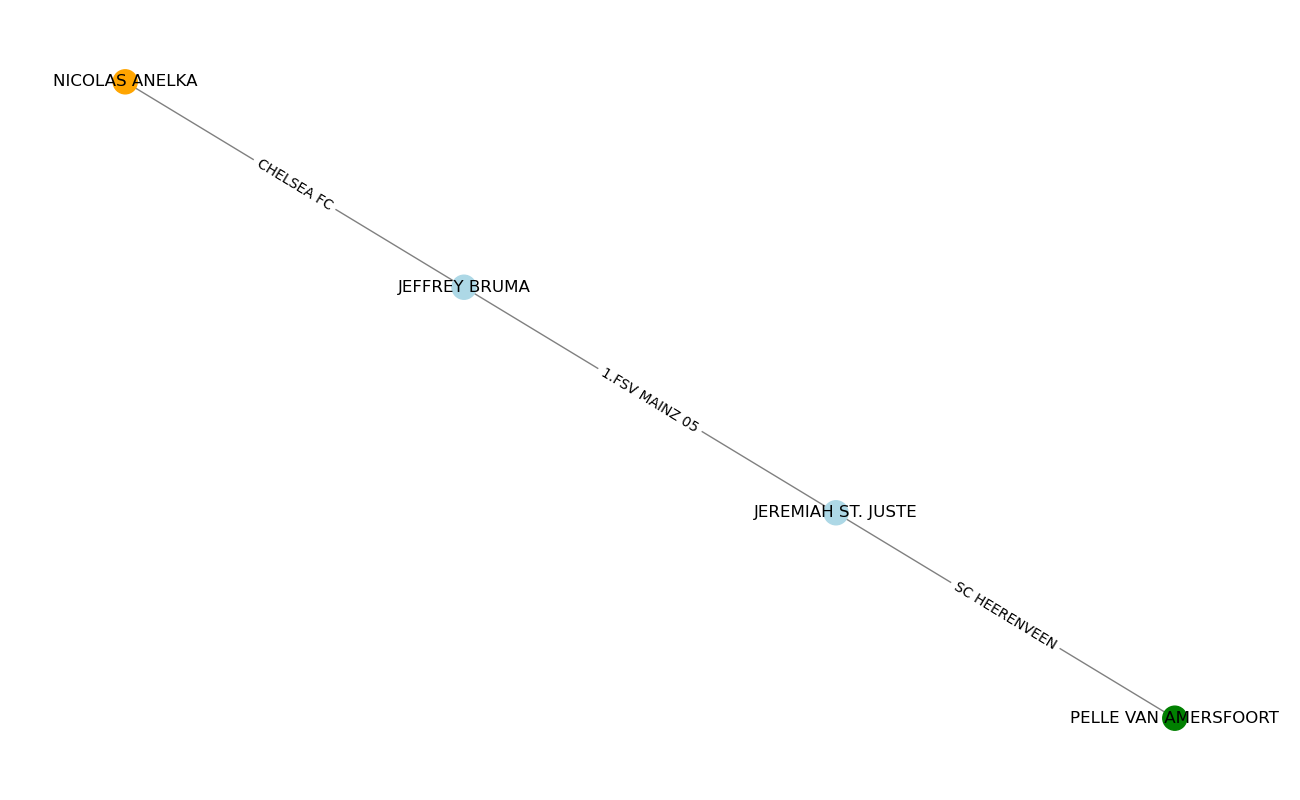 NICOLAS ANELKA
CHELSEA FC
JEFFREY BRUMA
1.FSV MAINZ 05
JEREMIAH ST. JUSTE
SC HEERENVEEN
PELLE VAN AMERSFOORT